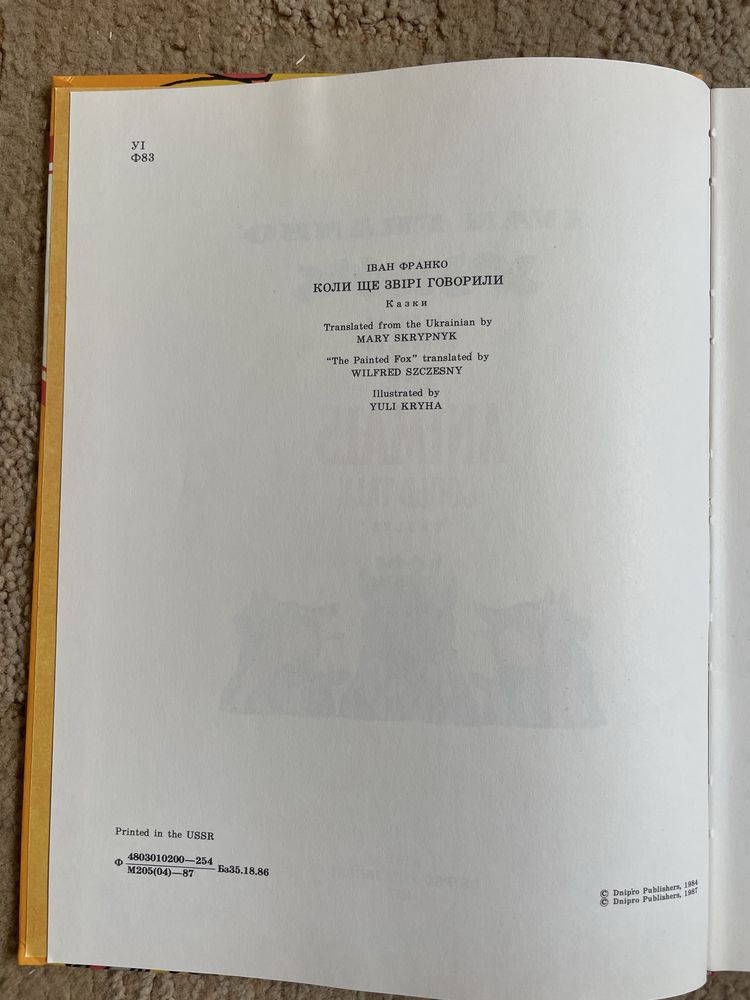 УІ
Ф83
ІВАН ФРАНКО
КОЛИ ЩЕ ЗВІРІ ГОВОРИЛИ
Казки
Translated from the Ukrainian by
MARY SKRYPNYK
“The Painted Fox” translated by
WILFRED SZCZESNY
Illustrated by
YULI KRYHA
Printed in the USSR
Ф 4803010200—254
М205(04)—87 Бз35.18.86
© Dnipro Publishers, 1984
© Dnipro Publishers, 1987